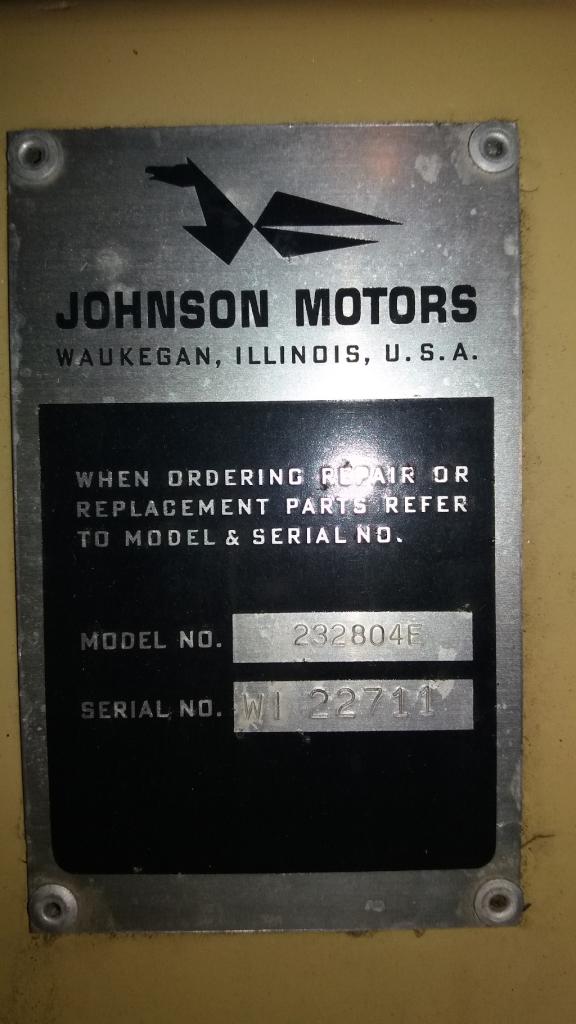 JOHNSON MOTORS
WAUKEGAN, ILLINOIS, U.S.A.
WHEN ORDERING REPAIR OR
REPLACEMENT PARTS REFER
TO MODEL & SERIAL NO.
MODEL NO. 232804E
SERIAL NO. WI 22711